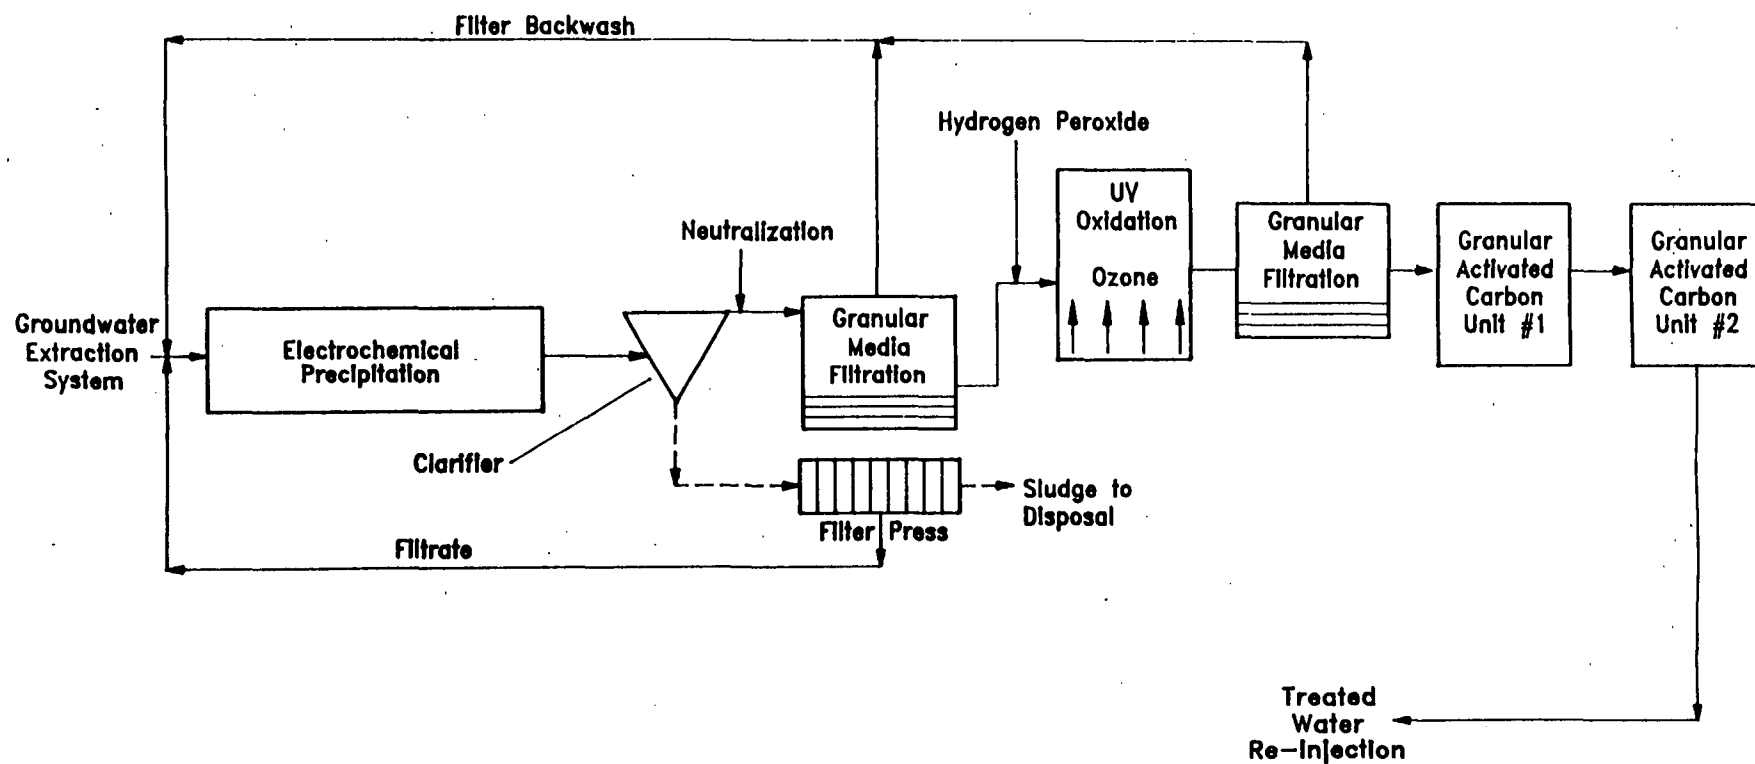 Filter Backwash
Hydrogen Peroxide
UV
Oxidation
Ozone
Neutralization
Granular
Media
Filtration
Granular
Activated
Carbon
Unit #1
Granular
Activated
Carbon
Unit #2
Groundwater
Extraction
System
Electrochemical
Precipitation
Granular
Media
Filtration
Clarifier
Sludge to
Disposal
Filter Press
Filtrate
Treated
Water
Re-injection